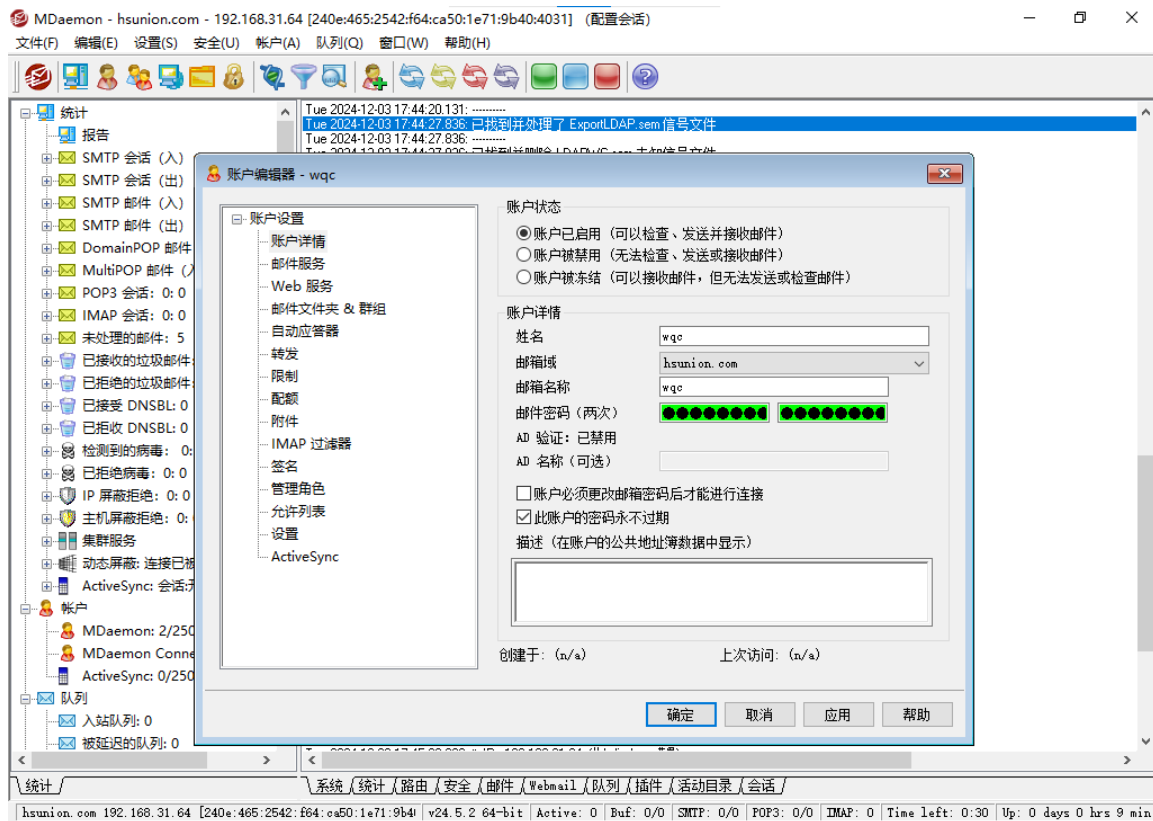 MDaemon - hsunion.com - 192.168.31.64 [240e:465:2542:f64:ca50:1e71:9b40:4031] (配置会话)
文件(F) 编辑(E) 设置(S) 安全(U) 帐户(A) 队列(Q) 窗口(W) 帮助(H)
统计
报告
SMTP 会话 (入)
SMTP 会话 (出)
SMTP 邮件 (入)
SMTP 邮件 (出)
DomainPOP 邮件
MultiPOP 邮件
POP3 会话: 0: 0
IMAP 会话: 0: 0
未处理的邮件: 5
已接收的垃圾邮件:
已拒绝的垃圾邮件:
已接受 DNSBL: 0
已拒收 DNSBL: 0
检测到的病毒: 0:
已拒绝病毒: 0: 0
IP 屏蔽拒绝: 0: 0
主机屏蔽拒绝: 0:
集群服务
动态屏蔽: 连接已被
ActiveSync: 会话:
帐户
MDaemon: 2/250
MDaemon Conne
ActiveSync: 0/250
队列
入站队列: 0
被延迟的队列: 0
统计
Tue 2024-12-03 17:44:20.131: ----------
Tue 2024-12-03 17:44:27.836: 已找到并处理了 ExportLDAP.sem 信号文件
Tue 2024-12-03 17:44:27.836: ----------
账户编辑器 - wqc
账户设置
账户详情
邮件服务
Web 服务
邮件文件夹 & 群组
自动应答器
转发
限制
配额
附件
IMAP 过滤器
签名
管理角色
允许列表
设置
ActiveSync
账户状态
账户已启用 (可以检查、发送并接收邮件)
账户被禁用 (无法检查、发送或接收邮件)
账户被冻结 (可以接收邮件，但无法发送或检查邮件)
账户详情
姓名 wqc
邮箱域 hsunion.com
邮箱名称 wqc
邮件密码 (两次)
AD 验证: 已禁用
AD 名称 (可选)
账户必须更改邮箱密码后才能进行连接
此账户的密码永不过期
描述 (在账户的公共地址簿数据中显示)
创建于: (n/a) 上次访问: (n/a)
确定 取消 应用 帮助
系统 统计 路由 安全 邮件 Webmail 队列 插件 活动目录 会话
hsunion.com 192.168.31.64 [240e:465:2542:f64:ca50:1e71:9b4 v24.5.2 64-bit Active: 0 Buf: 0/0 SMTP: 0/0 POP3: 0/0 IMAP: 0 Time left: 0:30 Up: 0 days 0 hrs 9 min